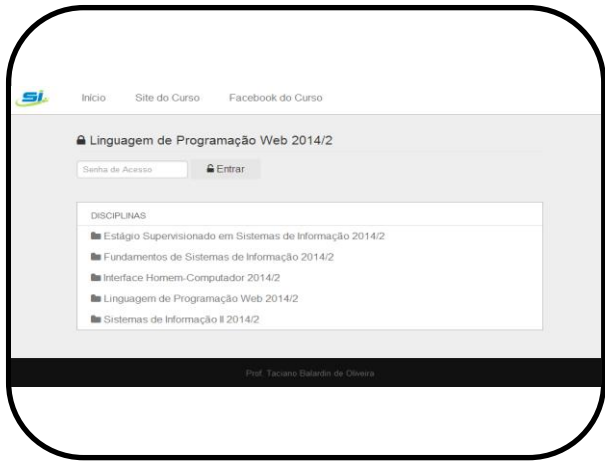 Si
Início Site do Curso Facebook do Curso
Linguagem de Programação Web 2014/2
Senha de Acesso Entrar
DISCIPLINAS
Estágio Supervisionado em Sistemas de Informação 2014/2
Fundamentos de Sistemas de Informação 2014/2
Interface Homem-Computador 2014/2
Linguagem de Programação Web 2014/2
Sistemas de Informação II 2014/2
Prof. Taciano Balardin de Oliveira